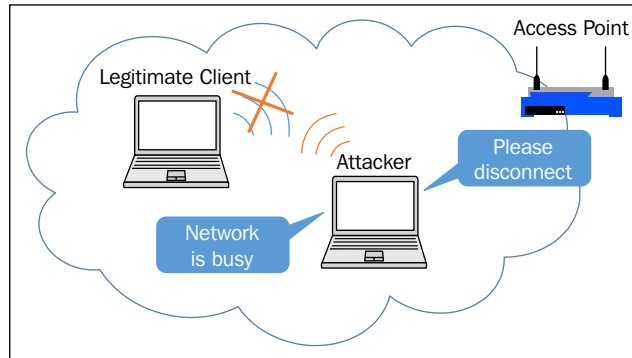 Access Point
Legitimate Client
Attacker
Please
disconnect
Network
is busy